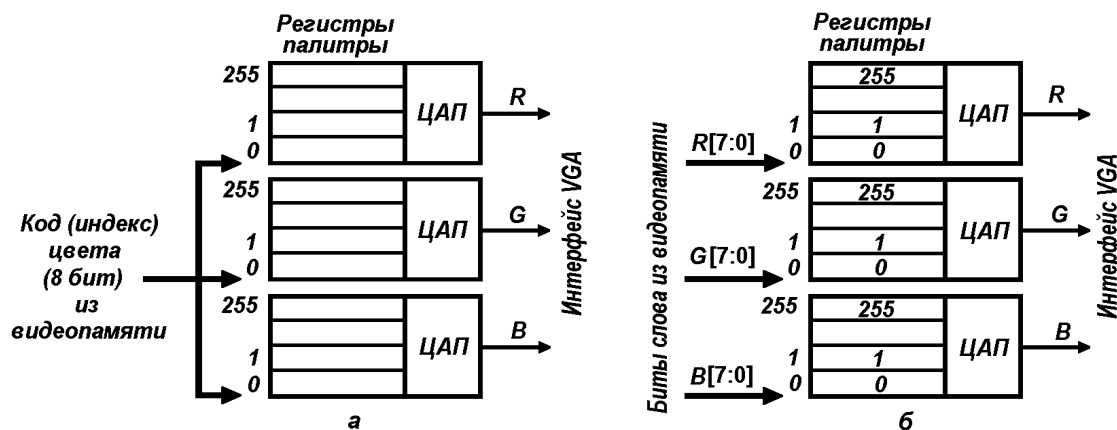 Регистры
палитры
255
1
0
ЦАП
R
255
1
0
ЦАП
G
255
1
0
ЦАП
B
Код (индекс)
цвета
(8 бит)
из
видеопамяти
Интерфейс VGA
а
Регистры
палитры
Биты слова из видеопамяти
R[7:0]
1
0
255
1
0
ЦАП
R
G[7:0]
255
1
0
255
1
0
ЦАП
G
B[7:0]
255
1
0
255
1
0
ЦАП
B
Интерфейс VGA
б